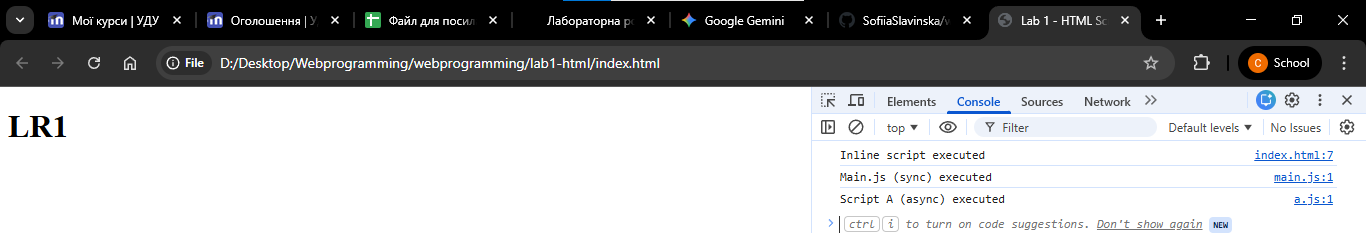 Мої курси | УДУ
Оголошення | У
Файл для посил
Лабораторна р
Google Gemini
SofiiaSlavinska/w
Lab 1 - HTML Sc
File
D:/Desktop/Webprogramming/webprogramming/lab1-html/index.html
C
School
LR1
Elements
Console
Sources
Network
top
Filter
Default levels
No Issues
Inline script executed
index.html:7
Main.js (sync) executed
main.js:1
Script A (async) executed
a.js:1
ctrl i to turn on code suggestions. Don't show again NEW